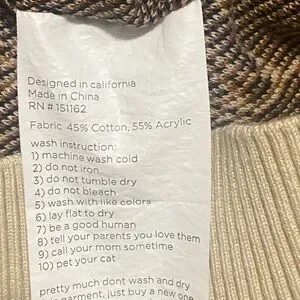 Designed in california
Made in China
RN # 151162
Fabric: 45% Cotton, 55% Acrylic
wash instruction:
1) machine wash cold
2) do not iron
3) do not tumble dry
4) do not bleach
5) wash with like colors
6) lay flat to dry
7) be a good human
8) tell your parents you love them
9) call your mom sometime
10) pet your cat
pretty much dont wash and dry
garment, just buy a new one